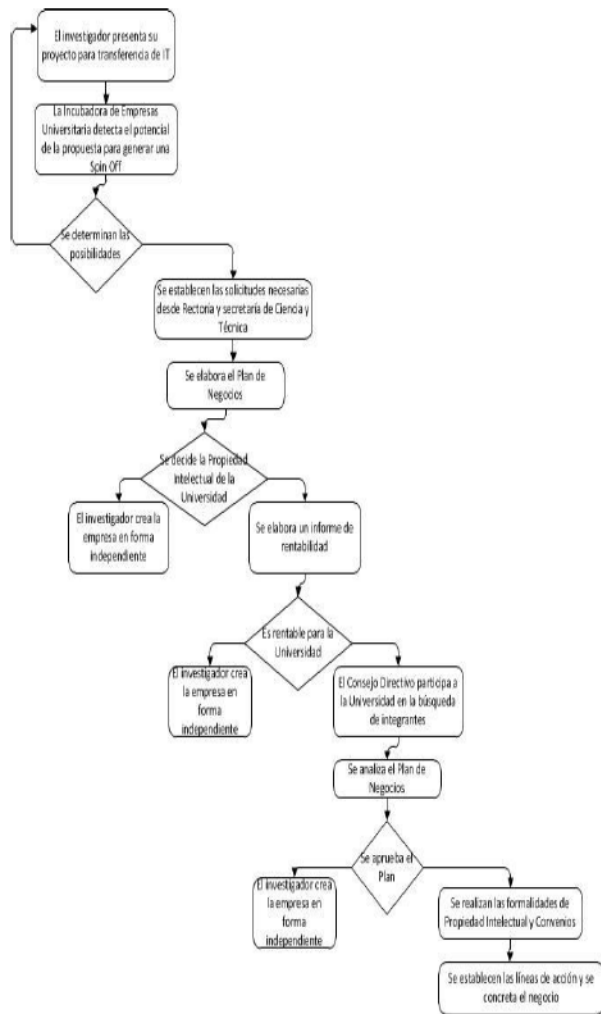 El investigador presenta su
proyecto para transferencia de IT
La Incubadora de Empresas
Universitaria detecta el potencial
de la propuesta para generar una
Spin Off
Se determinan las
posibilidades
Se establecen las solicitudes necesarias
desde Rectoria y secretaría de Ciencia y
Técnica
Se elabora el Plan de
Negocios
Se decide la Propiedad
Intelectual de la
Universidad
El investigador crea la
empresa en forma
independiente
Se elabora un informe de
rentabilidad
Es rentable para la
Universidad
El investigador crea
la empresa en
forma
independiente
El Consejo Directivo participa a
la Universidad en la búsqueda
de integrantes
Se analiza el Plan de
Negocios
Se aprueba el
Plan
El investigador crea
la empresa en
forma
independiente
Se realizan las formalidades de
Propiedad Intelectual y Convenios
Se establecen las líneas de acción y se
concreta el negocio